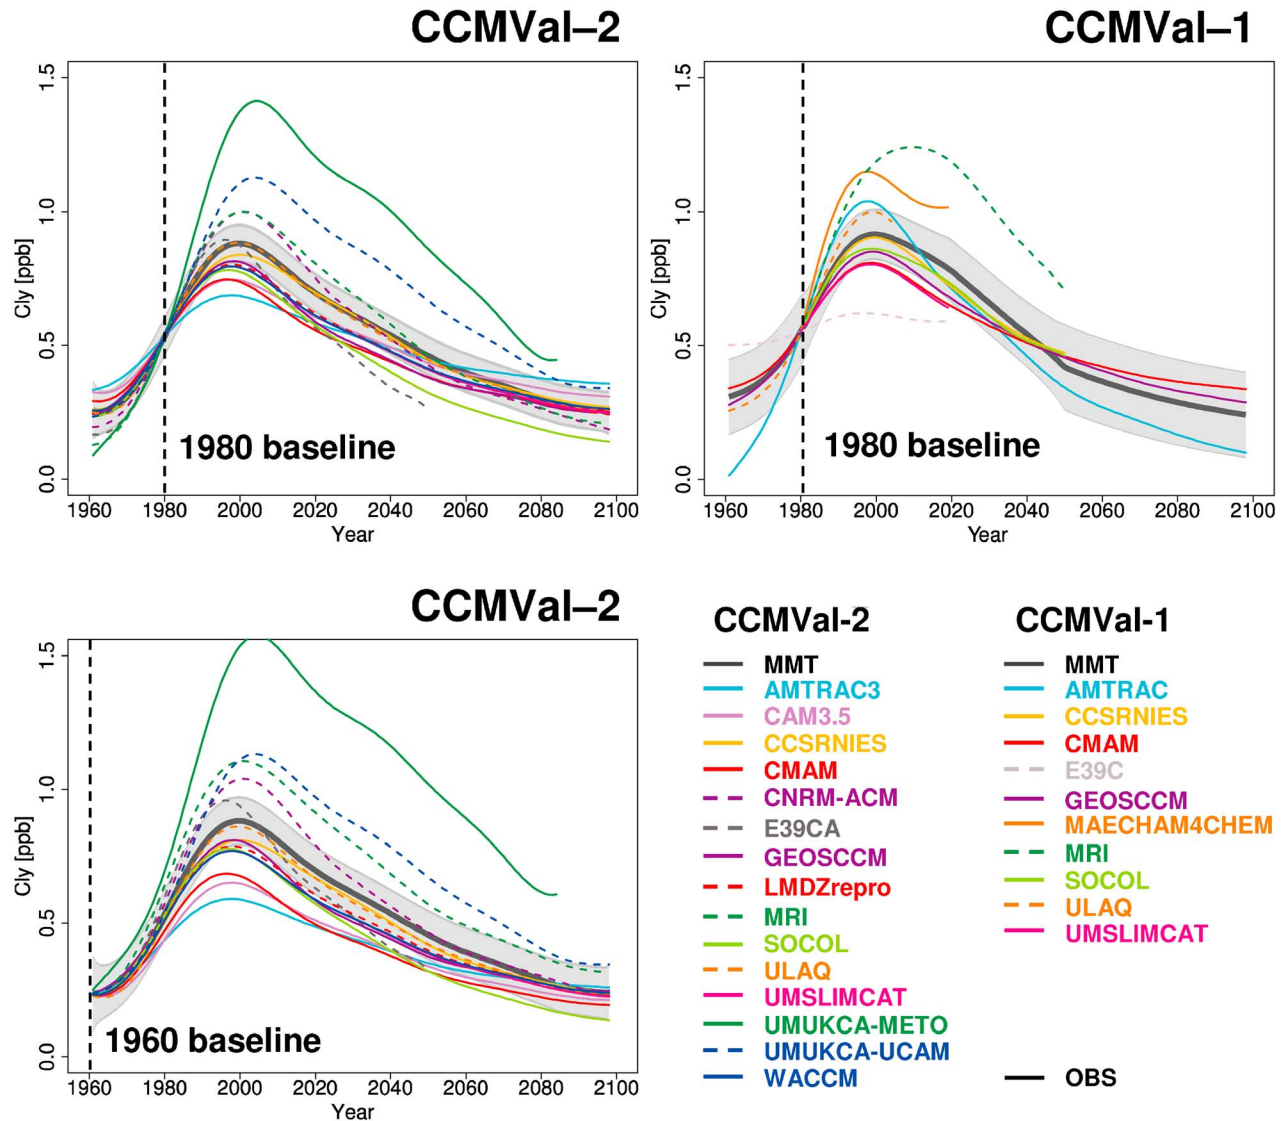 CCMVal–2
Cly [ppb]
1.5
1.0
0.5
0.0
1980 baseline
1960 1980 2000 2020 2040 2060 2080 2100
Year
CCMVal–1
Cly [ppb]
1.5
1.0
0.5
0.0
1980 baseline
1960 1980 2000 2020 2040 2060 2080 2100
Year
CCMVal–2
Cly [ppb]
1.5
1.0
0.5
0.0
1960 baseline
1960 1980 2000 2020 2040 2060 2080 2100
Year
CCMVal-2
MMT
AMTRAC3
CAM3.5
CCSRNIES
CMAM
CNRM-ACM
E39CA
GEOSCCM
LMDZrepro
MRI
SOCOL
ULAQ
UMSLIMCAT
UMUKCA-METO
UMUKCA-UCAM
WACCM
CCMVal-1
MMT
AMTRAC
CCSRNIES
CMAM
E39C
GEOSCCM
MAECHAM4CHEM
MRI
SOCOL
ULAQ
UMSLIMCAT
OBS